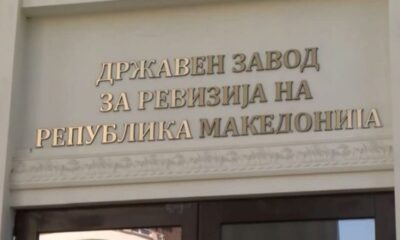 ДРЖАВЕН ЗАВОД
ЗА РЕВИЗИЈА НА
РЕПУБЛИКА МАКЕДОНИЈА